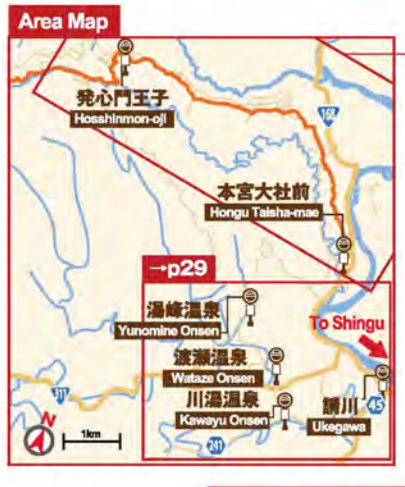 Area Map
発心門王子
Hosshinmon-oji
168
本宮大社前
Hongu Taisha-mae
→p29
湯峰温泉
Yunomine Onsen
To Shingu
渡瀬温泉
Wataze Onsen
川湯温泉
Kawayu Onsen
請川
45
Ukegawa
311
241
N
1km